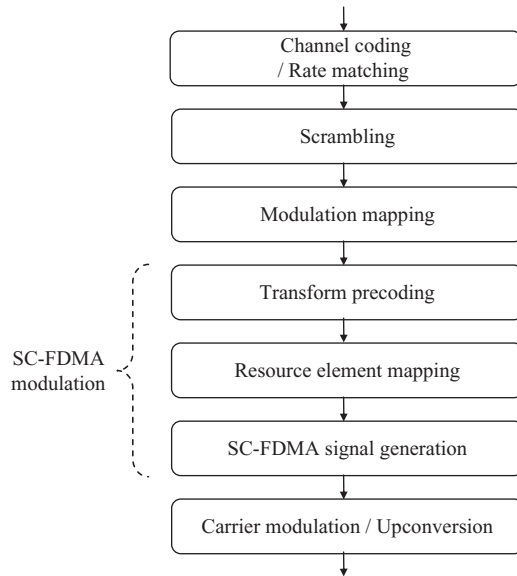 Channel coding
/ Rate matching
Scrambling
Modulation mapping
Transform precoding
SC-FDMA
modulation
Resource element mapping
SC-FDMA signal generation
Carrier modulation / Upconversion